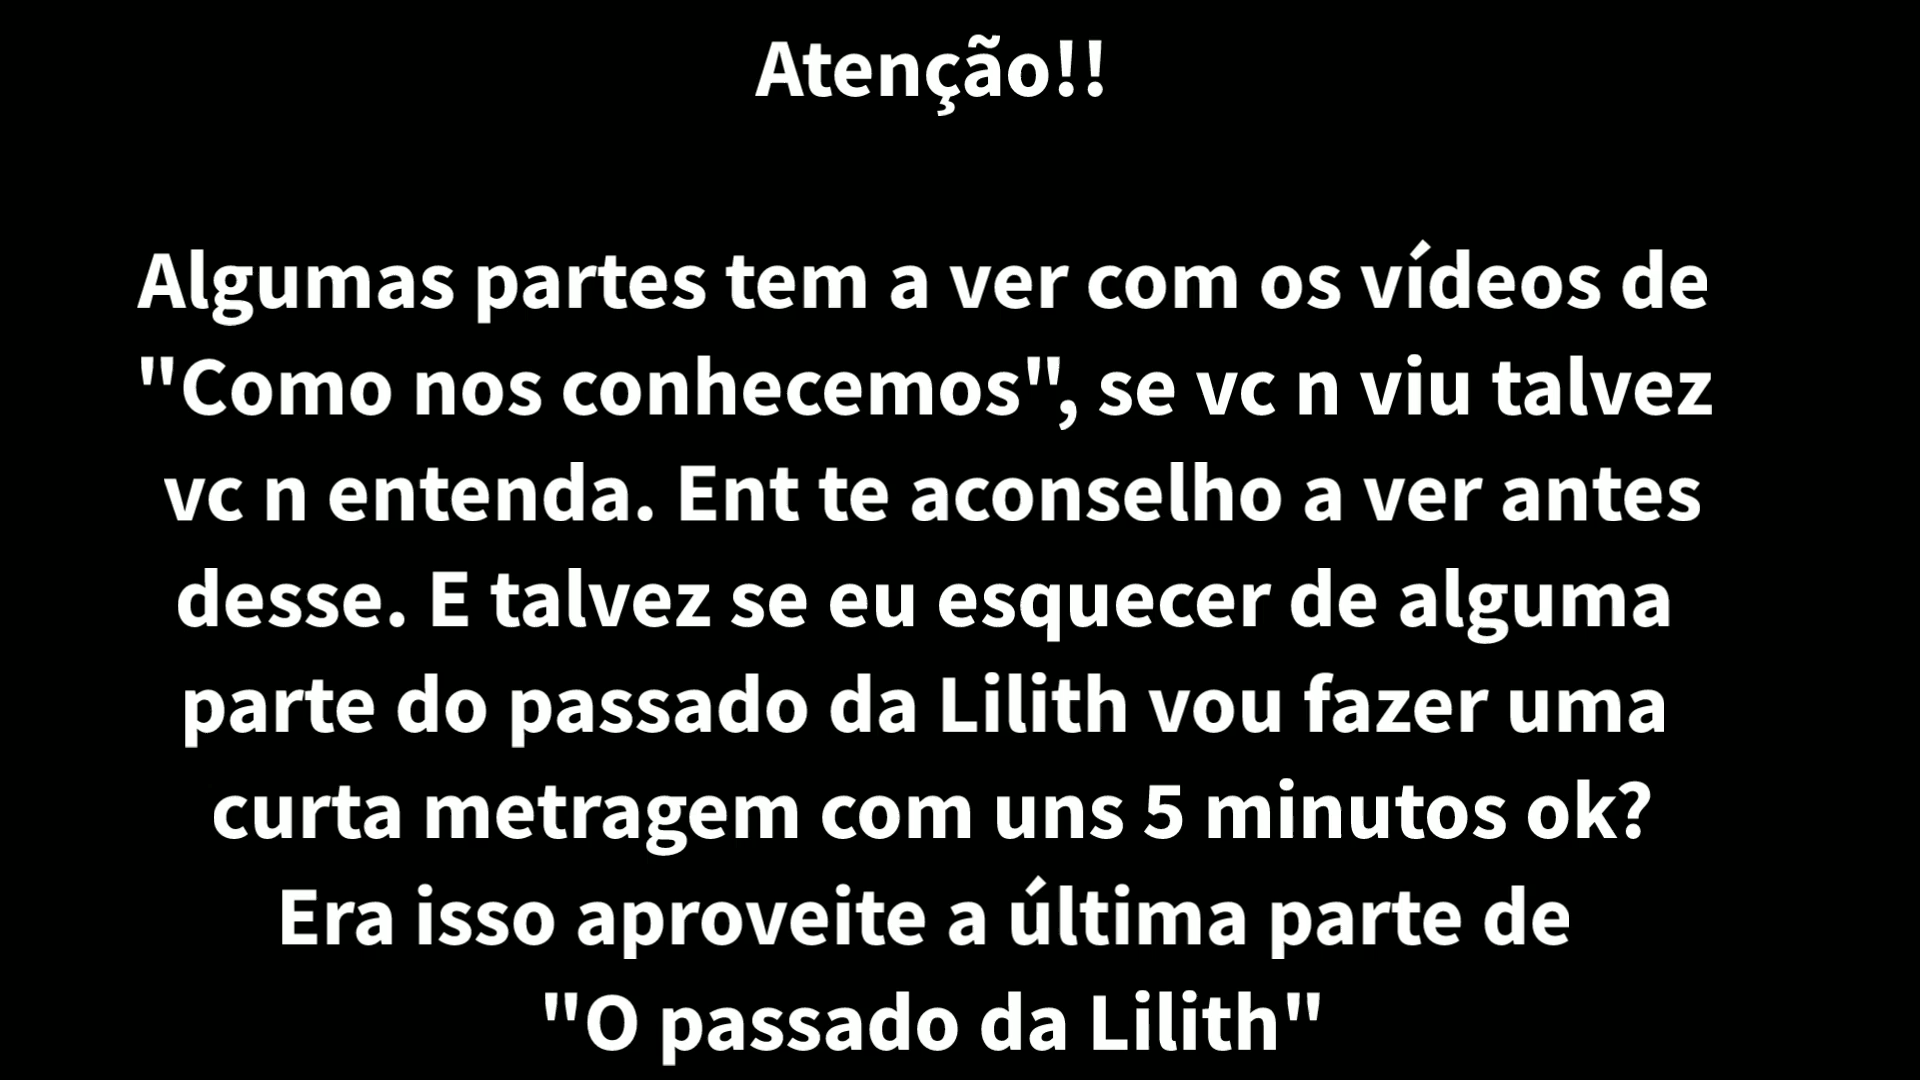 Atenção!!
Algumas partes tem a ver com os vídeos de
"Como nos conhecemos", se vc n viu talvez
vc n entenda. Ent te aconselho a ver antes
desse. E talvez se eu esquecer de alguma
parte do passado da Lilith vou fazer uma
curta metragem com uns 5 minutos ok?
Era isso aproveite a última parte de
"O passado da Lilith"